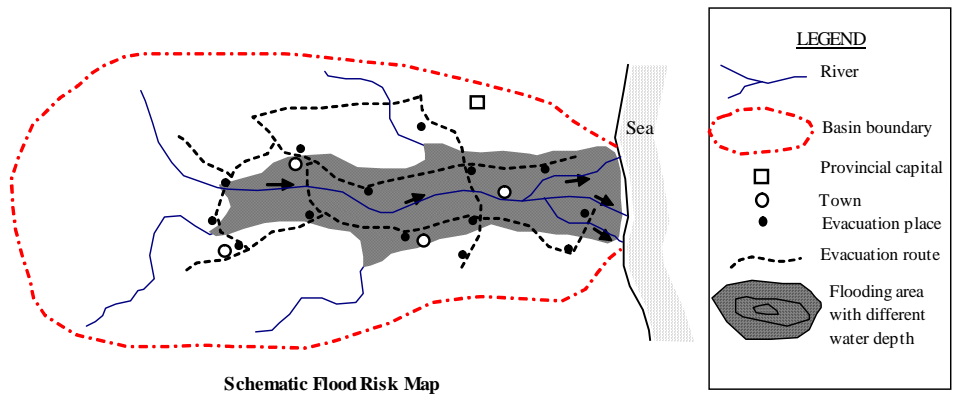 Sea
Schematic Flood Risk Map
LEGEND
River
Basin boundary
Provincial capital
Town
Evacuation place
Evacuation route
Flooding area
with different
water depth